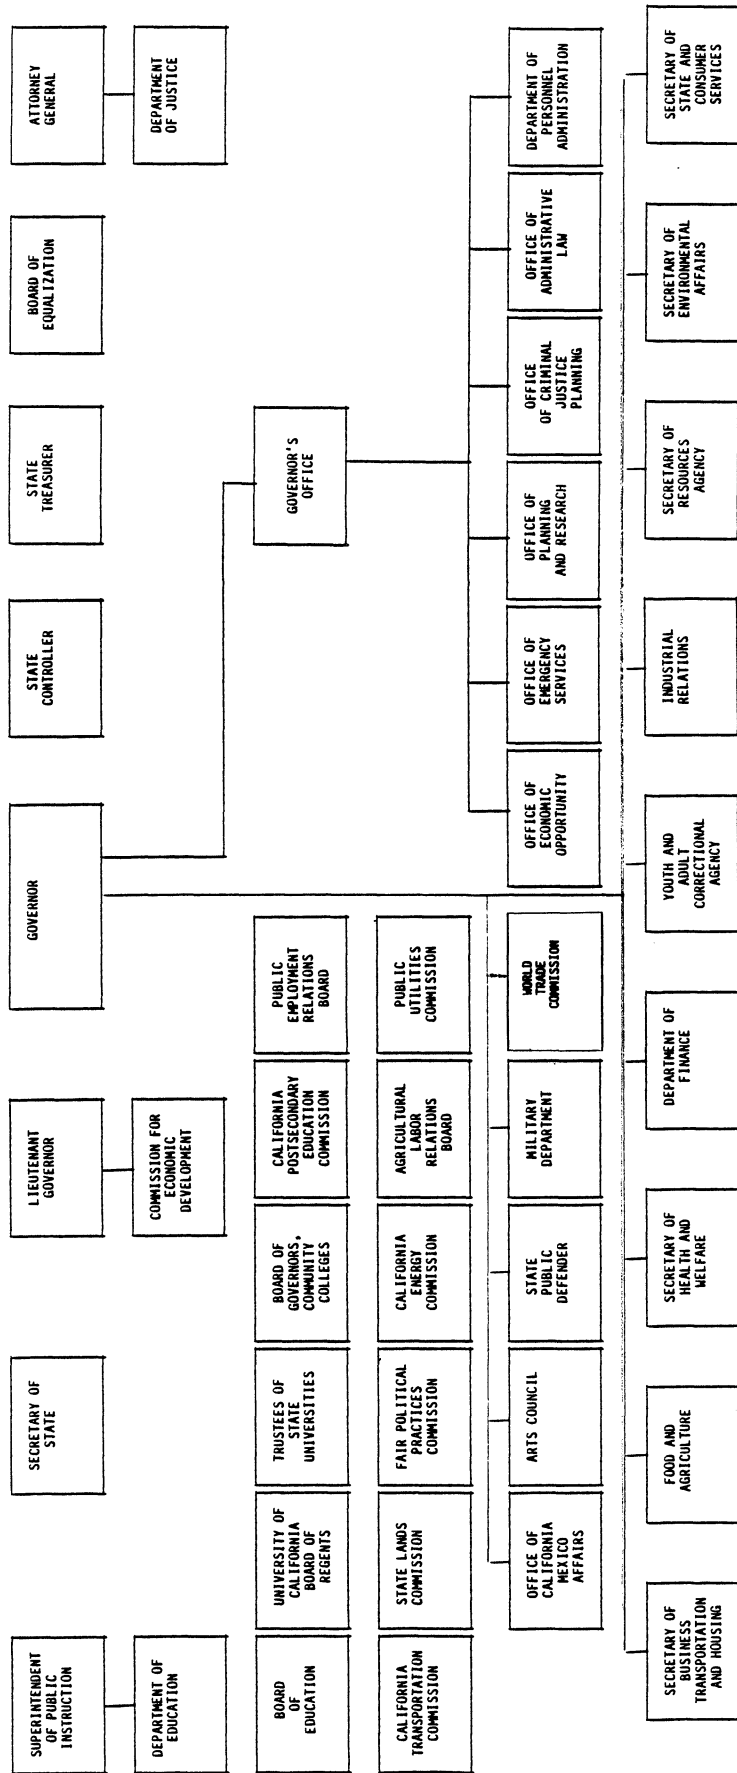 SUPERINTENDENT
OF PUBLIC
INSTRUCTION
SECRETARY OF
STATE
LIEUTENANT
GOVERNOR
GOVERNOR
STATE
CONTROLLER
STATE
TREASURER
BOARD OF
EQUALIZATION
ATTORNEY
GENERAL
DEPARTMENT OF
EDUCATION
COMMISSION FOR
ECONOMIC
DEVELOPMENT
DEPARTMENT
OF JUSTICE
BOARD
OF
EDUCATION
UNIVERSITY OF
CALIFORNIA
BOARD OF
REGENTS
TRUSTEES OF
STATE
UNIVERSITIES
BOARD OF
GOVERNORS,
COMMUNITY
COLLEGES
CALIFORNIA
POSTSECONDARY
EDUCATION
COMMISSION
PUBLIC
EMPLOYMENT
RELATIONS
BOARD
GOVERNOR'S
OFFICE
CALIFORNIA
TRANSPORTATION
COMMISSION
STATE LANDS
COMMISSION
FAIR POLITICAL
PRACTICES
COMMISSION
CALIFORNIA
ENERGY
COMMISSION
AGRICULTURAL
LABOR
RELATIONS
BOARD
PUBLIC
UTILITIES
COMMISSION
OFFICE OF
CALIFORNIA
MEXICO
AFFAIRS
ARTS COUNCIL
STATE
PUBLIC
DEFENDER
MILITARY
DEPARTMENT
WORLD
TRADE
COMMISSION
OFFICE OF
ECONOMIC
OPPORTUNITY
OFFICE OF
EMERGENCY
SERVICES
OFFICE OF
PLANNING
AND RESEARCH
OFFICE
OF CRIMINAL
JUSTICE
PLANNING
OFFICE OF
ADMINISTRATIVE
LAW
DEPARTMENT OF
PERSONNEL
ADMINISTRATION
SECRETARY OF
BUSINESS
TRANSPORTATION
AND HOUSING
FOOD AND
AGRICULTURE
SECRETARY OF
HEALTH AND
WELFARE
DEPARTMENT OF
FINANCE
YOUTH AND
ADULT
CORRECTIONAL
AGENCY
INDUSTRIAL
RELATIONS
SECRETARY OF
RESOURCES
AGENCY
SECRETARY OF
ENVIRONMENTAL
AFFAIRS
SECRETARY OF
STATE AND
CONSUMER
SERVICES